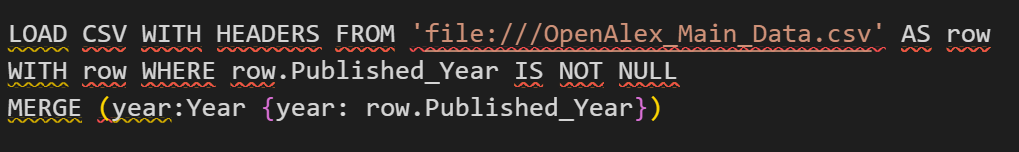 LOAD CSV WITH HEADERS FROM 'file:///OpenAlex_Main_Data.csv' AS row
WITH row WHERE row.Published_Year IS NOT NULL
MERGE (year:Year {year: row.Published_Year})